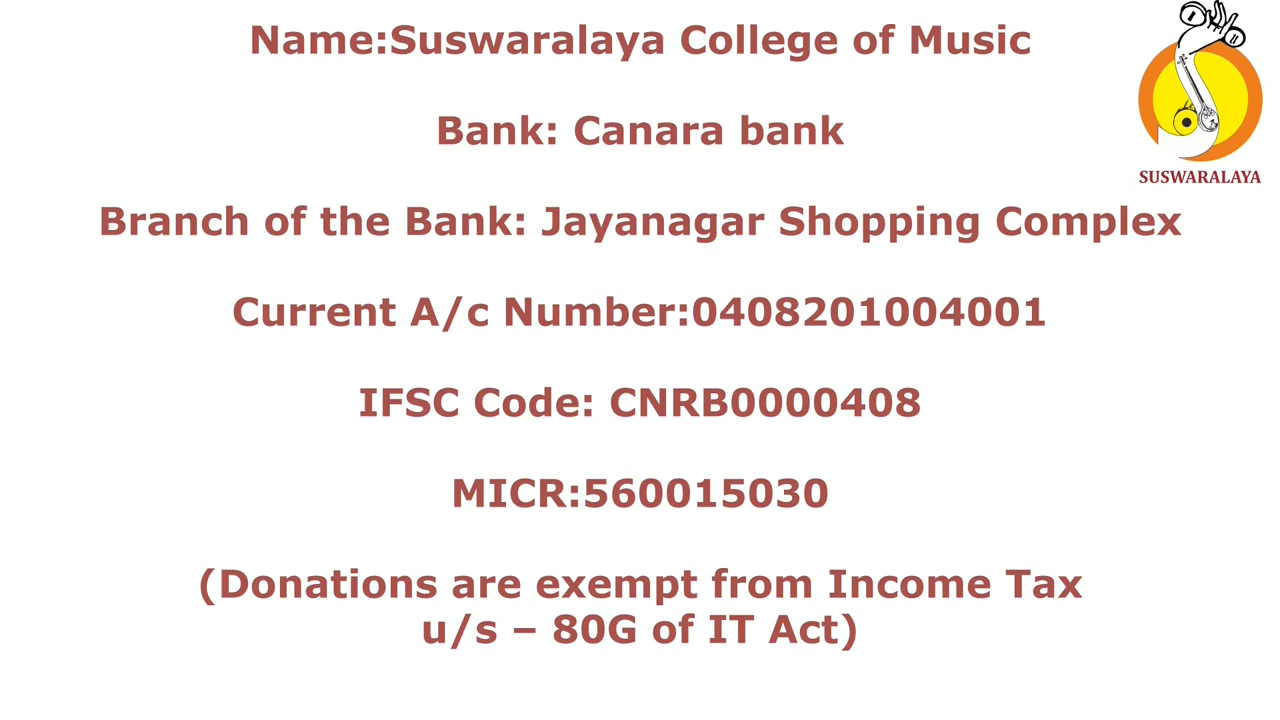 Name:Suswaralaya College of Music
SUSWARALAYA
Bank: Canara bank
Branch of the Bank: Jayanagar Shopping Complex
Current A/c Number:0408201004001
IFSC Code: CNRB0000408
MICR:560015030
(Donations are exempt from Income Tax
u/s – 80G of IT Act)